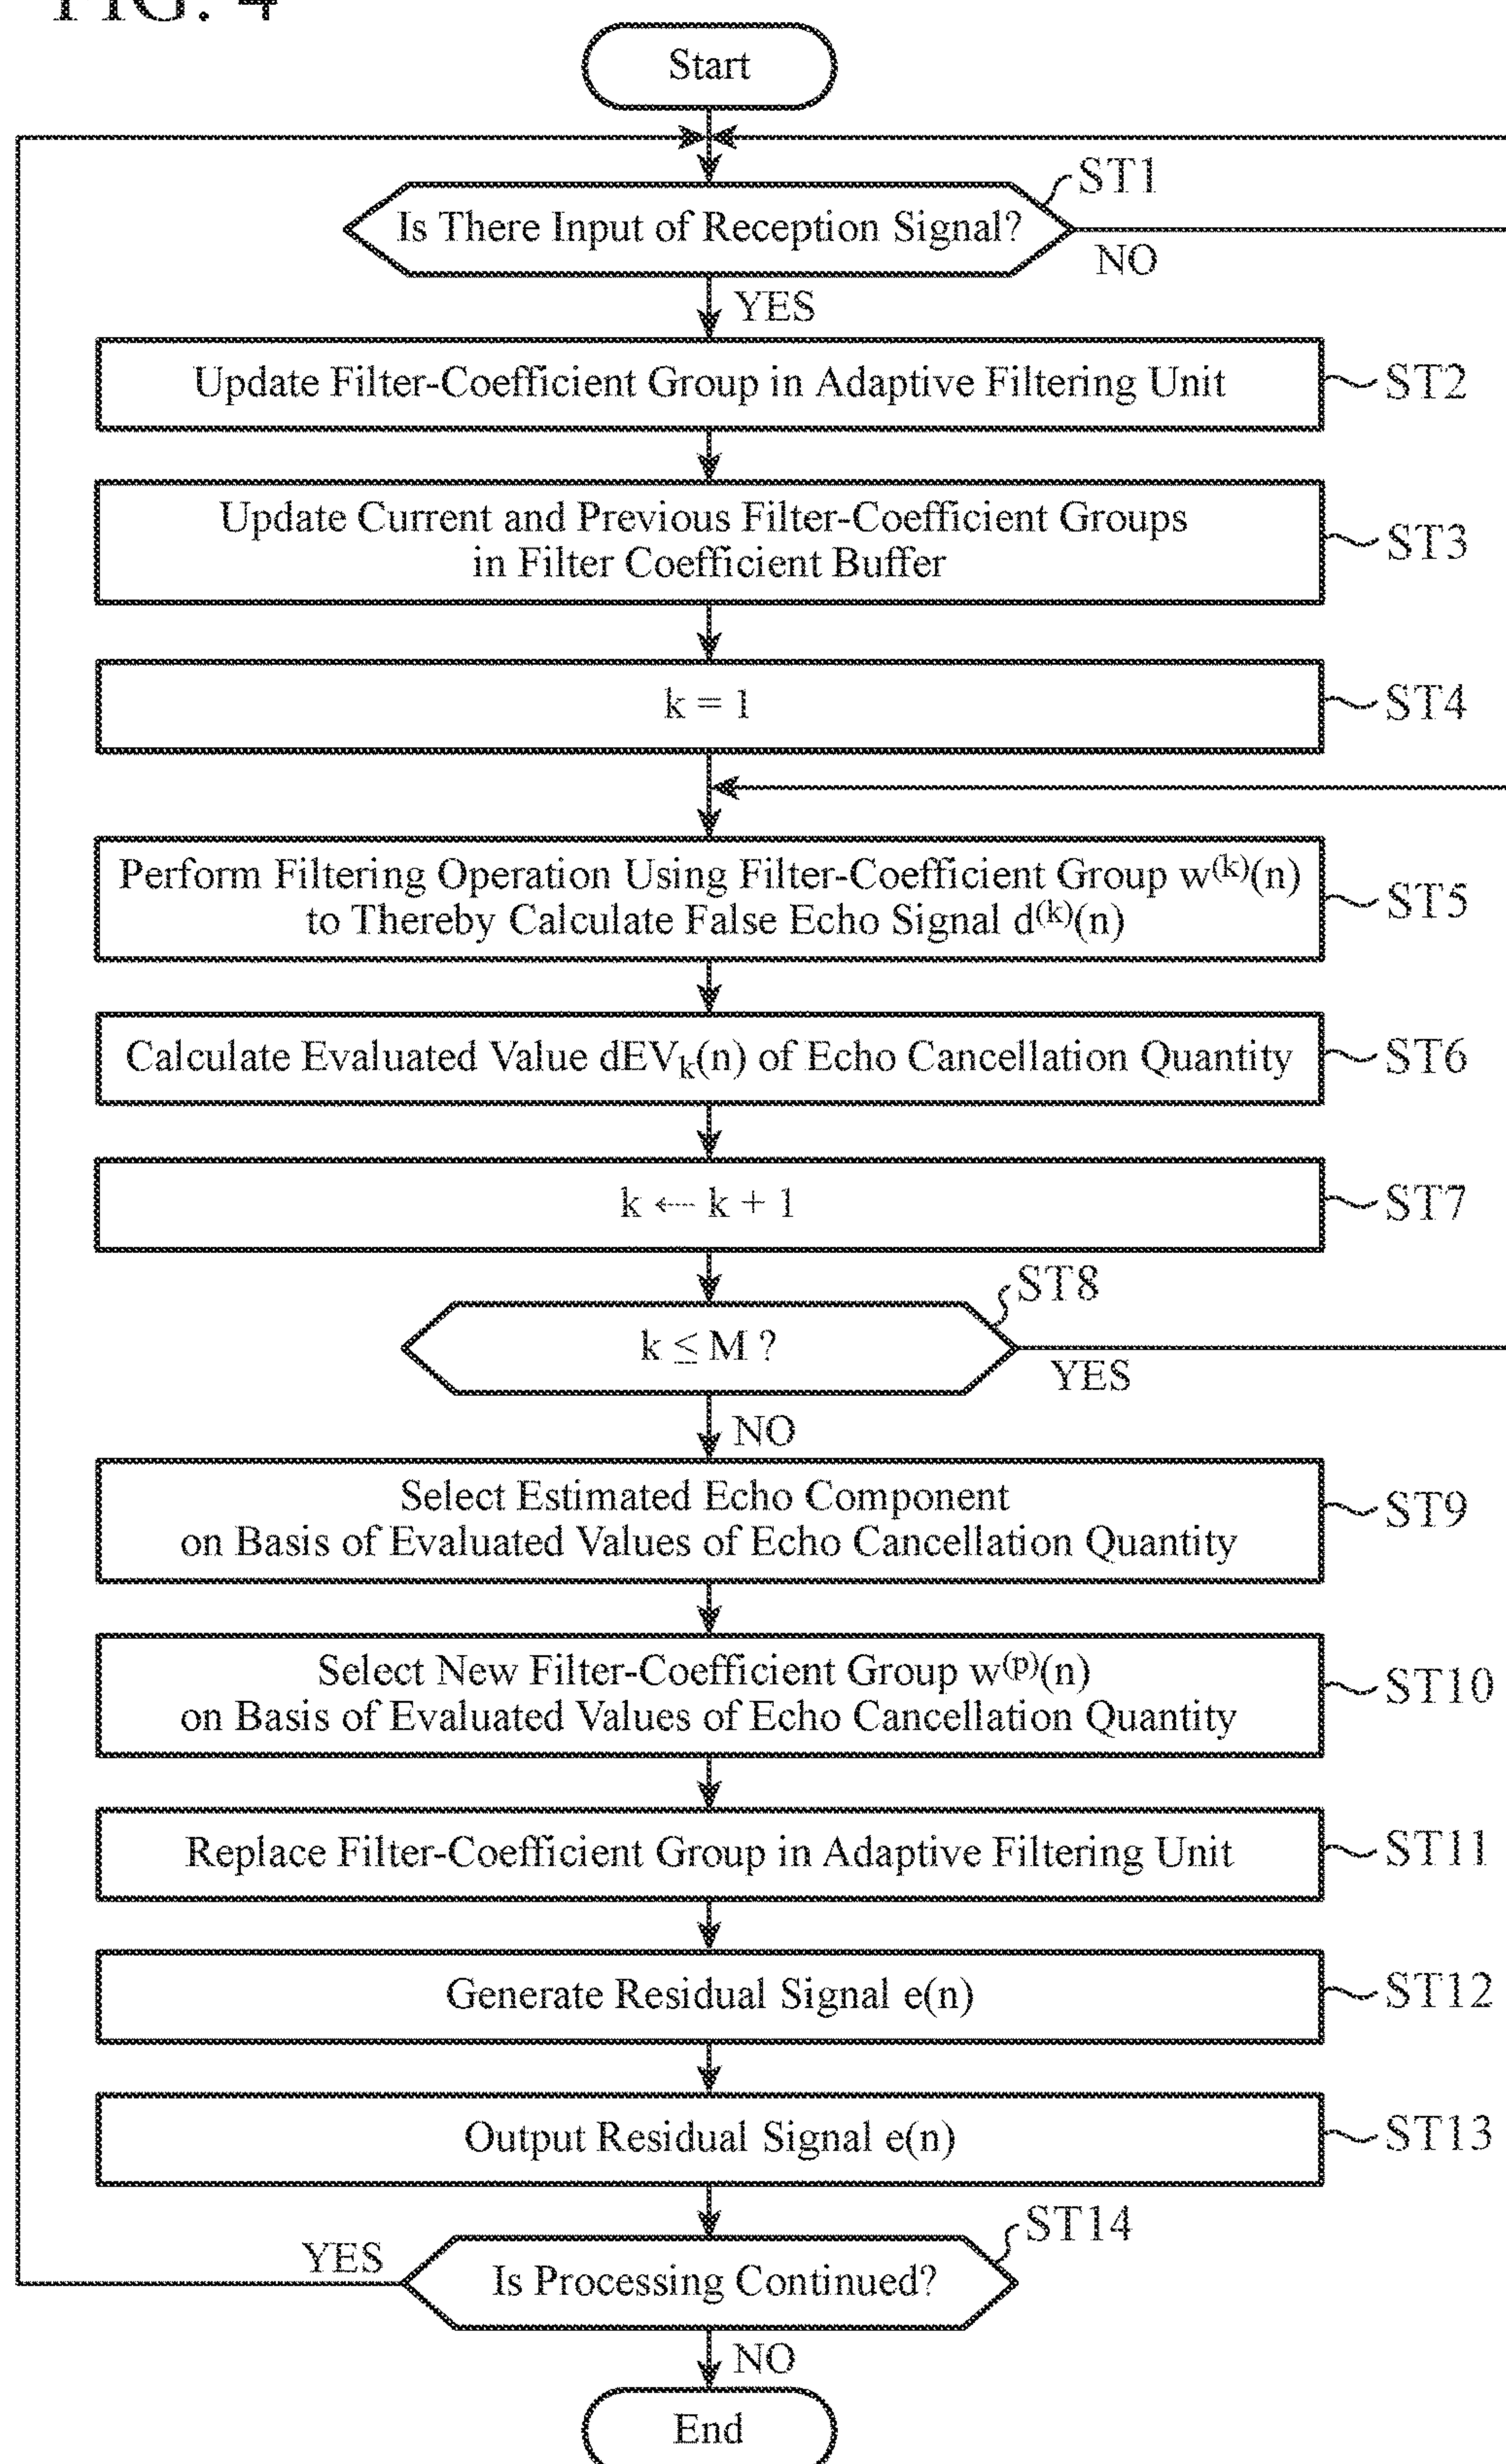 FIG. 4
Start
ST1
Is There Input of Reception Signal?
NO
YES
Update Filter-Coefficient Group in Adaptive Filtering Unit
ST2
Update Current and Previous Filter-Coefficient Groups
in Filter Coefficient Buffer
ST3
k = 1
ST4
Perform Filtering Operation Using Filter-Coefficient Group w(k)(n)
to Thereby Calculate False Echo Signal d(k)(n)
ST5
Calculate Evaluated Value dEVk(n) of Echo Cancellation Quantity
ST6
k ← k + 1
ST7
ST8
k ≤ M ?
YES
NO
Select Estimated Echo Component
on Basis of Evaluated Values of Echo Cancellation Quantity
ST9
Select New Filter-Coefficient Group w(p)(n)
on Basis of Evaluated Values of Echo Cancellation Quantity
ST10
Replace Filter-Coefficient Group in Adaptive Filtering Unit
ST11
Generate Residual Signal e(n)
ST12
Output Residual Signal e(n)
ST13
ST14
YES
Is Processing Continued?
NO
End